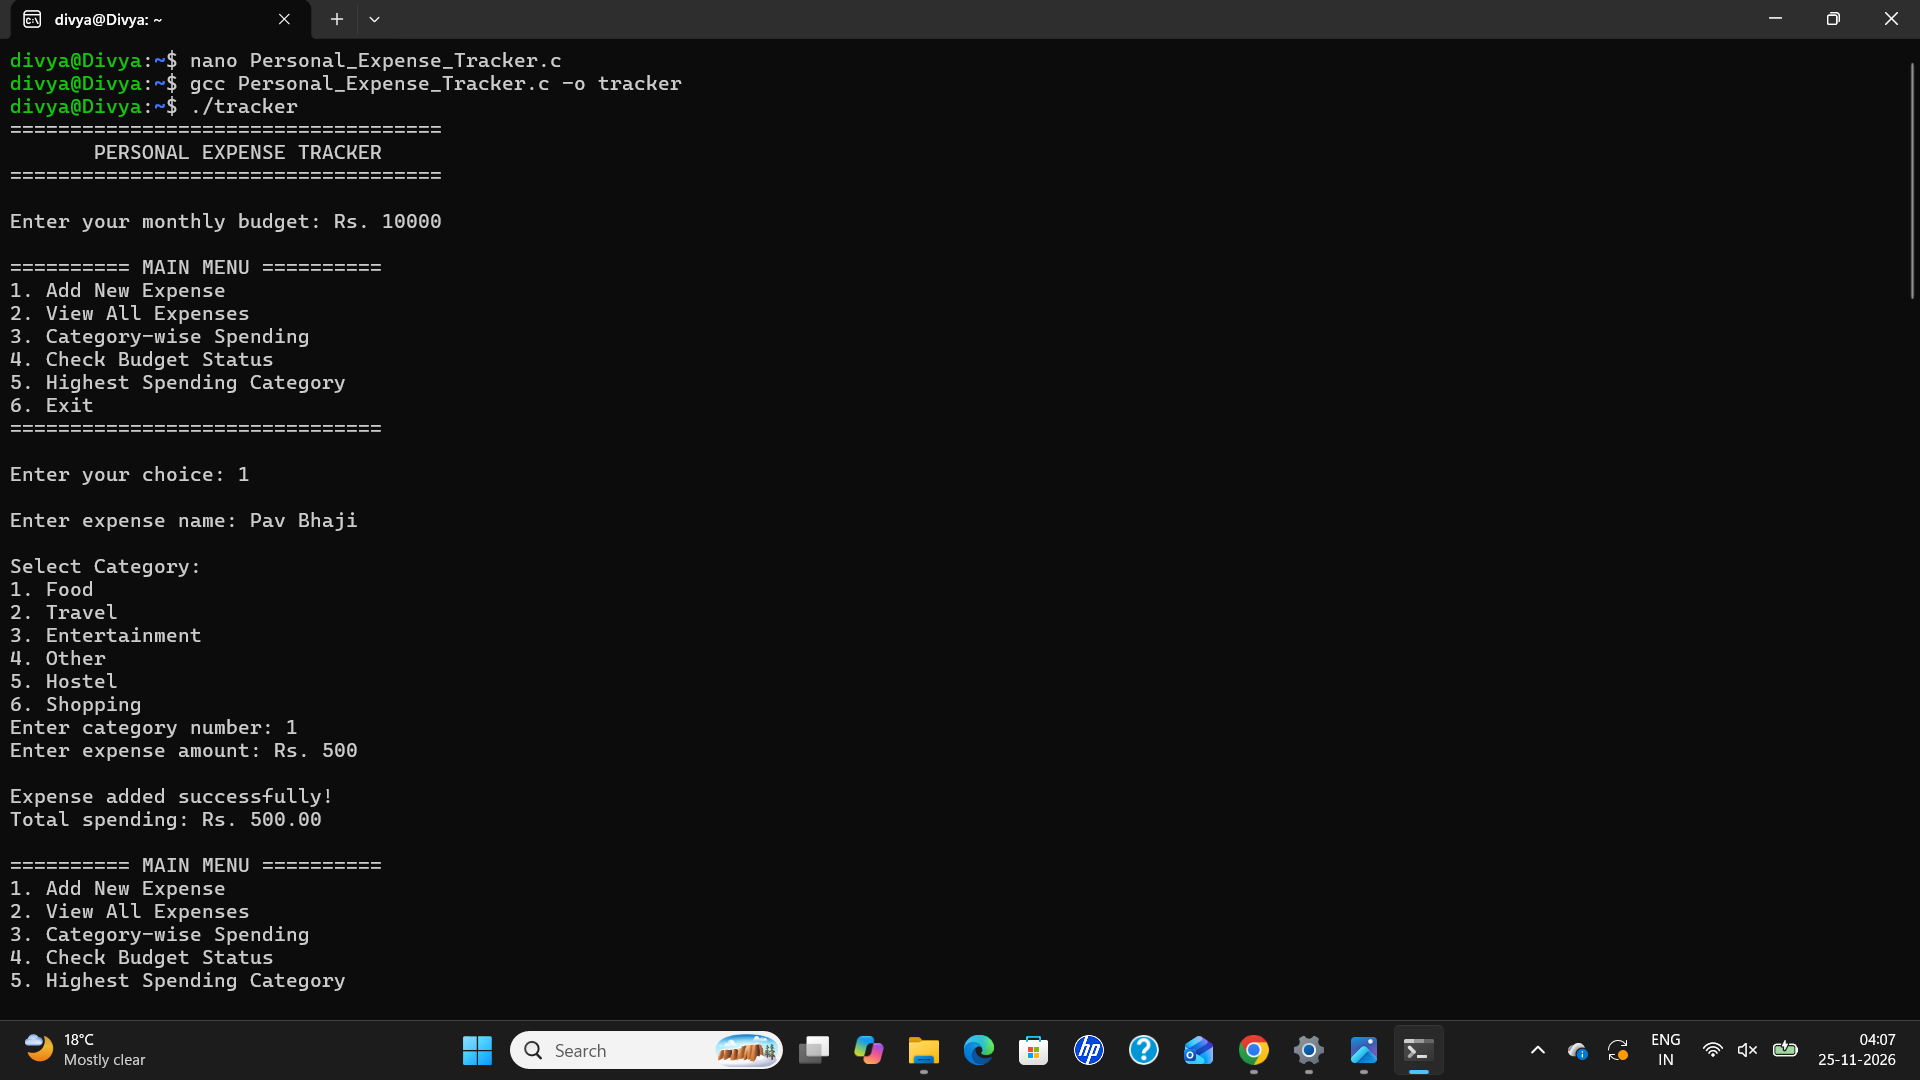 divya@Divya: ~
divya@Divya:~$ nano Personal_Expense_Tracker.c
divya@Divya:~$ gcc Personal_Expense_Tracker.c -o tracker
divya@Divya:~$ ./tracker
====================================
PERSONAL EXPENSE TRACKER
====================================
Enter your monthly budget: Rs. 10000
========== MAIN MENU ==========
1. Add New Expense
2. View All Expenses
3. Category-wise Spending
4. Check Budget Status
5. Highest Spending Category
6. Exit
===============================
Enter your choice: 1
Enter expense name: Pav Bhaji
Select Category:
1. Food
2. Travel
3. Entertainment
4. Other
5. Hostel
6. Shopping
Enter category number: 1
Enter expense amount: Rs. 500
Expense added successfully!
Total spending: Rs. 500.00
========== MAIN MENU ==========
1. Add New Expense
2. View All Expenses
3. Category-wise Spending
4. Check Budget Status
5. Highest Spending Category
18°C
Mostly clear
Search
hp
ENG
IN
04:07
25-11-2026